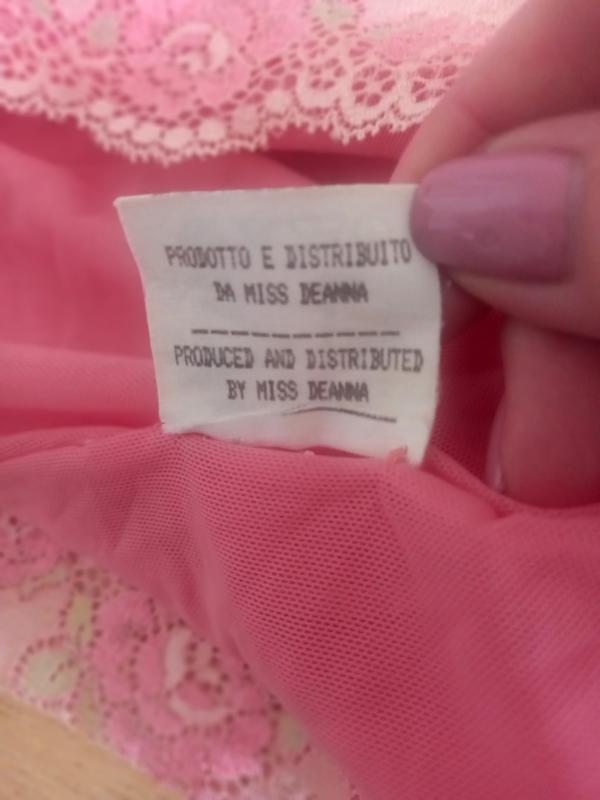 PRODOTTO E DISTRIBUITO
DA MISS DEANNA
PRODUCED AND DISTRIBUTED
BY MISS DEANNA